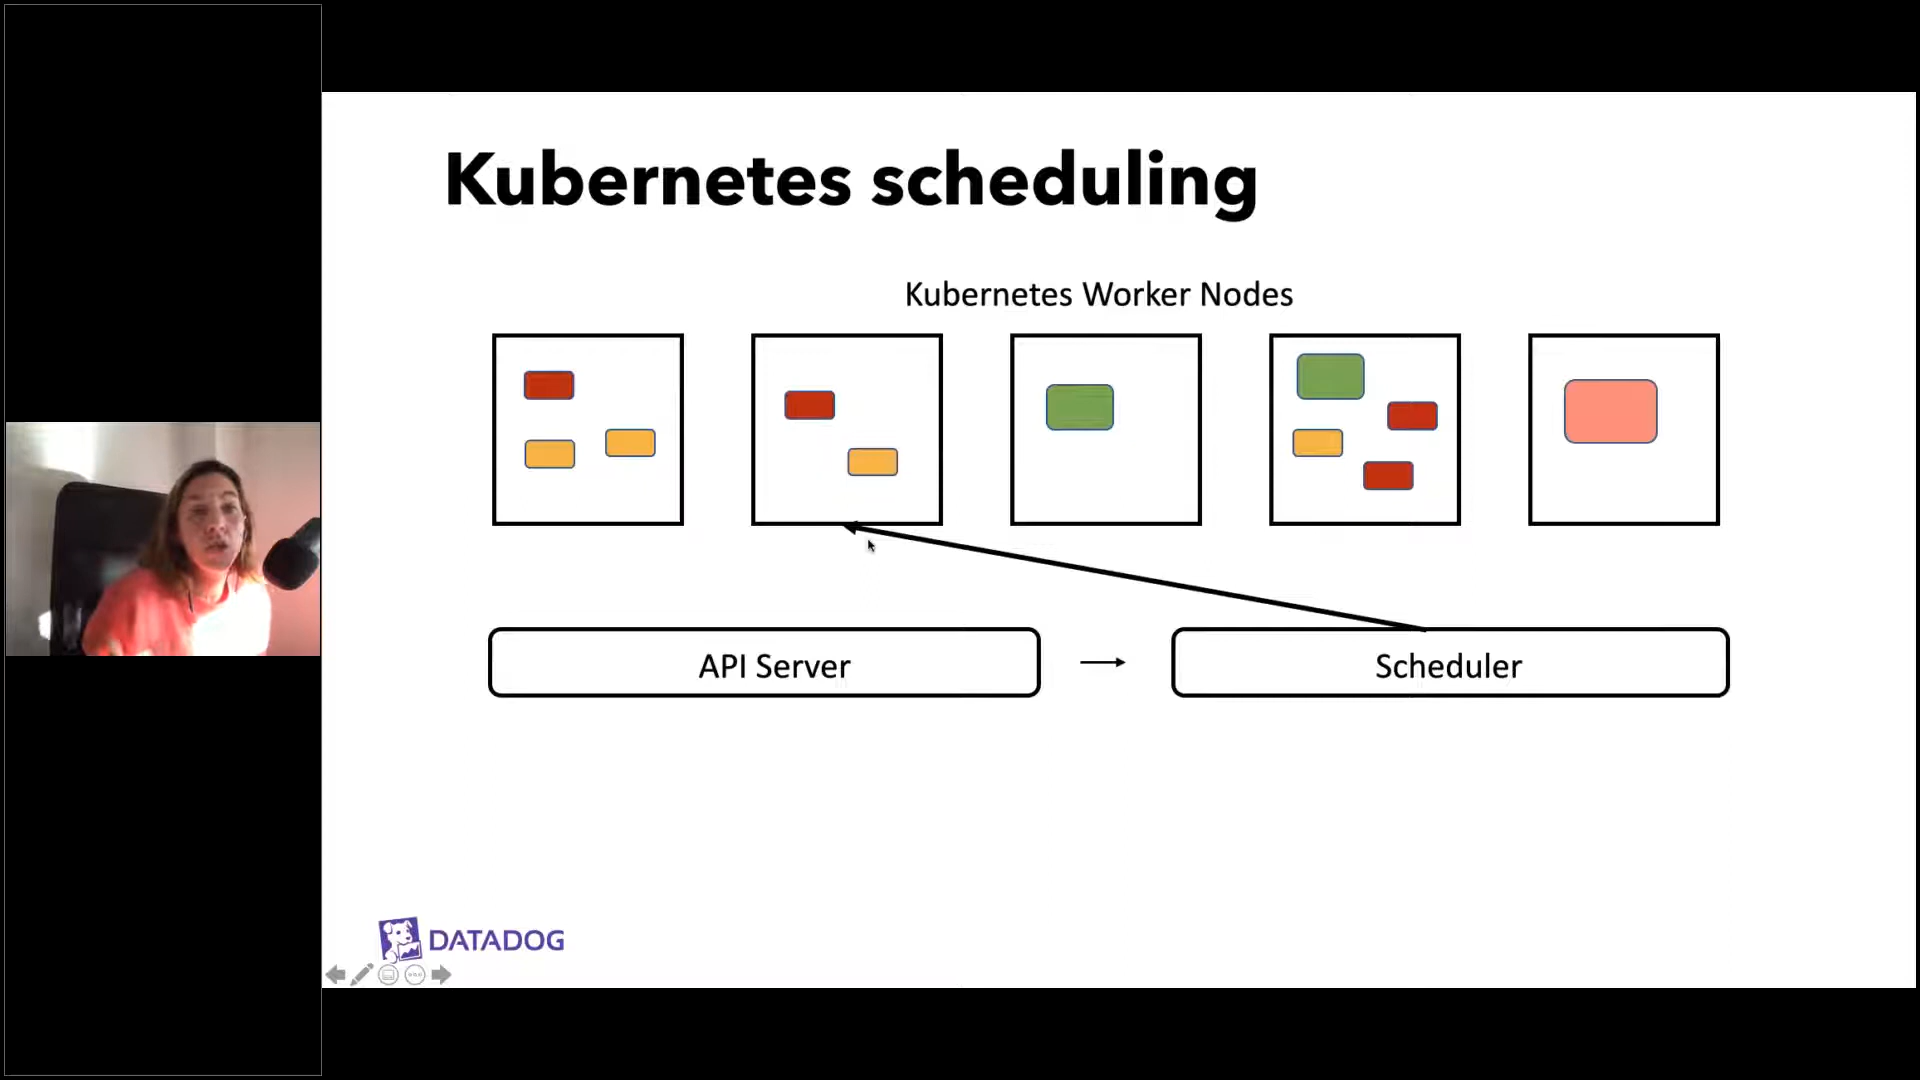 Kubernetes scheduling
Kubernetes Worker Nodes
API Server
Scheduler
DATADOG